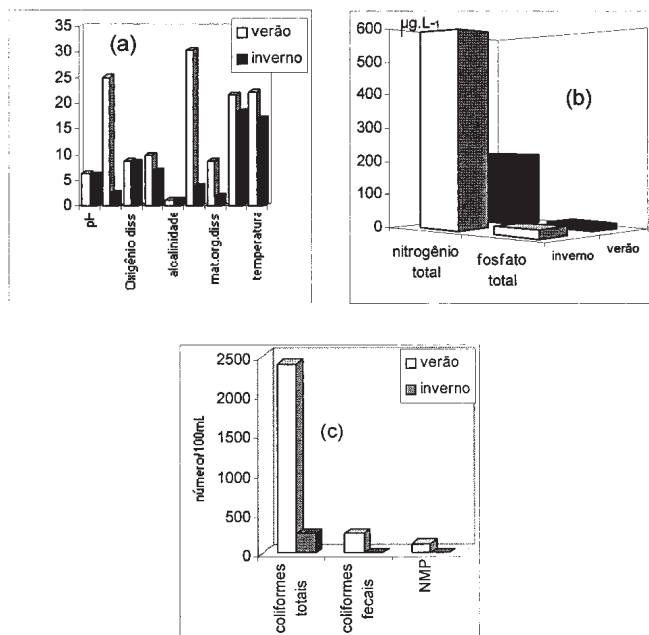 (a)
verão
inverno
35
30
25
20
15
10
5
0
pH
Oxigênio diss
alcalinidade
mat.org.diss
temperatura
µg.L-1
(b)
600
500
400
300
200
100
0
nitrogênio
total
fosfato
total
inverno
verão
verão
inverno
(c)
número/100mL
2500
2000
1500
1000
500
0
coliformes
totais
coliformes
fecais
NMP